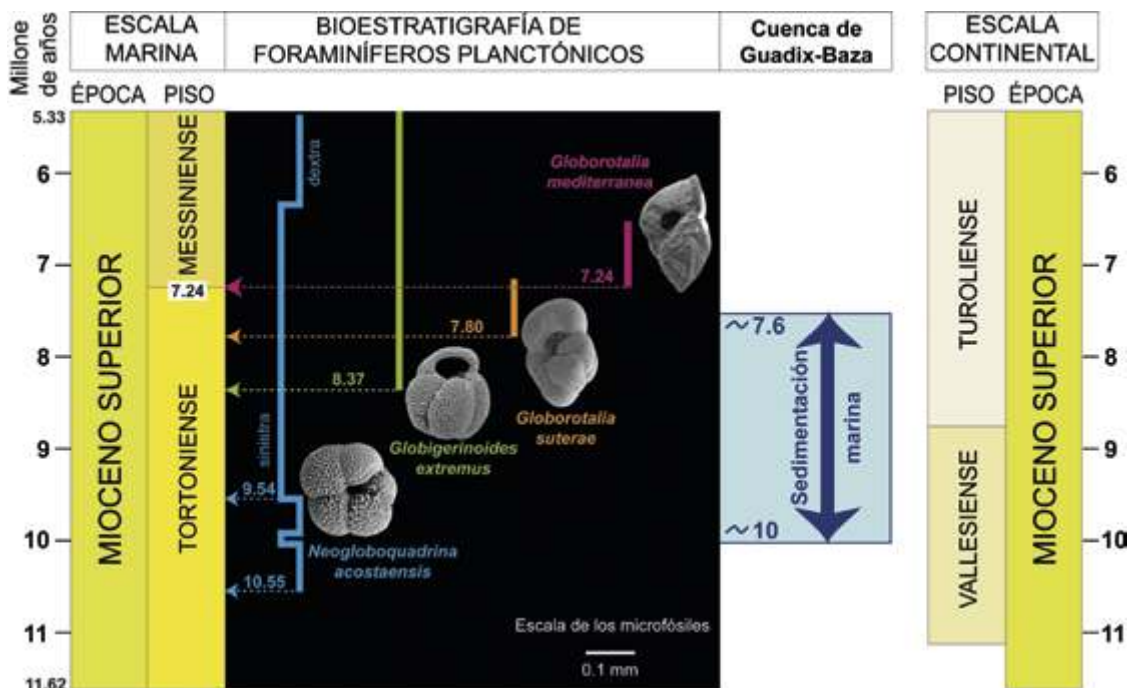 Millone
de años
ESCALA
MARINA
BIOESTRATIGRAFÍA DE
FORAMINÍFEROS PLANCTÓNICOS
Cuenca de
Guadix-Baza
ESCALA
CONTINENTAL
ÉPOCA
PISO
PISO
ÉPOCA
5.33
6
7
8
9
10
11
11.62
MIOCENO SUPERIOR
MESSINIENSE
7.24
TORTONIENSE
dextra
sinistra
Globorotalia
mediterranea
7.24
7.80
8.37
Globorotalia
suterae
Globigerinoides
extremus
9.54
Neogloboquadrina
acostaensis
10.55
Escala de los microfósiles
0.1 mm
~7.6
Sedimentación
marina
~10
TUROLIENSE
VALLESIENSE
MIOCENO SUPERIOR
6
7
8
9
10
11